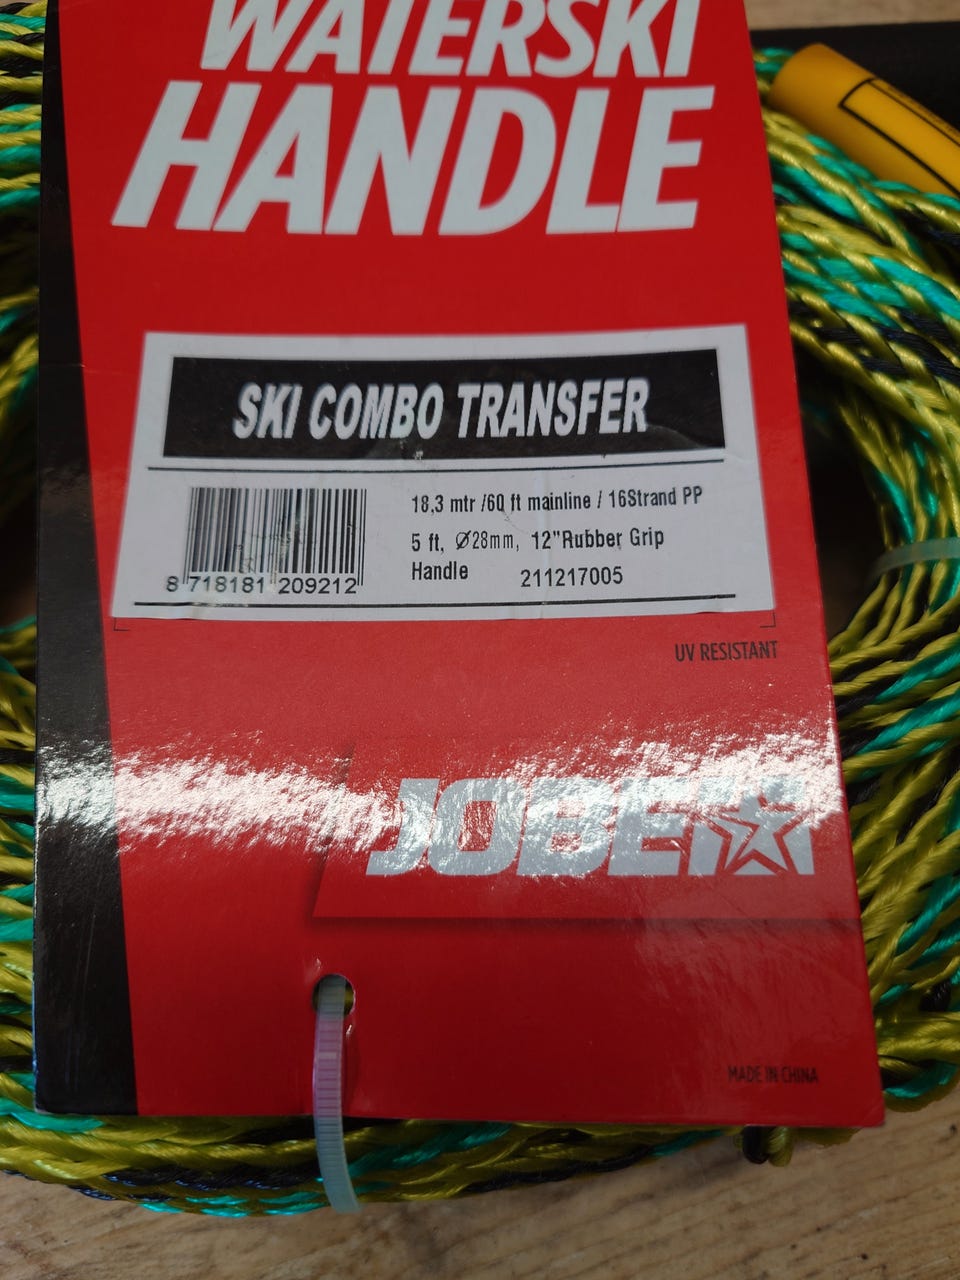 WATERSKI
HANDLE
SKI COMBO TRANSFER
18,3 mtr /60 ft mainline / 16Strand PP
5 ft, Ø28mm, 12"Rubber Grip
Handle 211217005
8 718181 209212
UV RESISTANT
JOBE
MADE IN CHINA